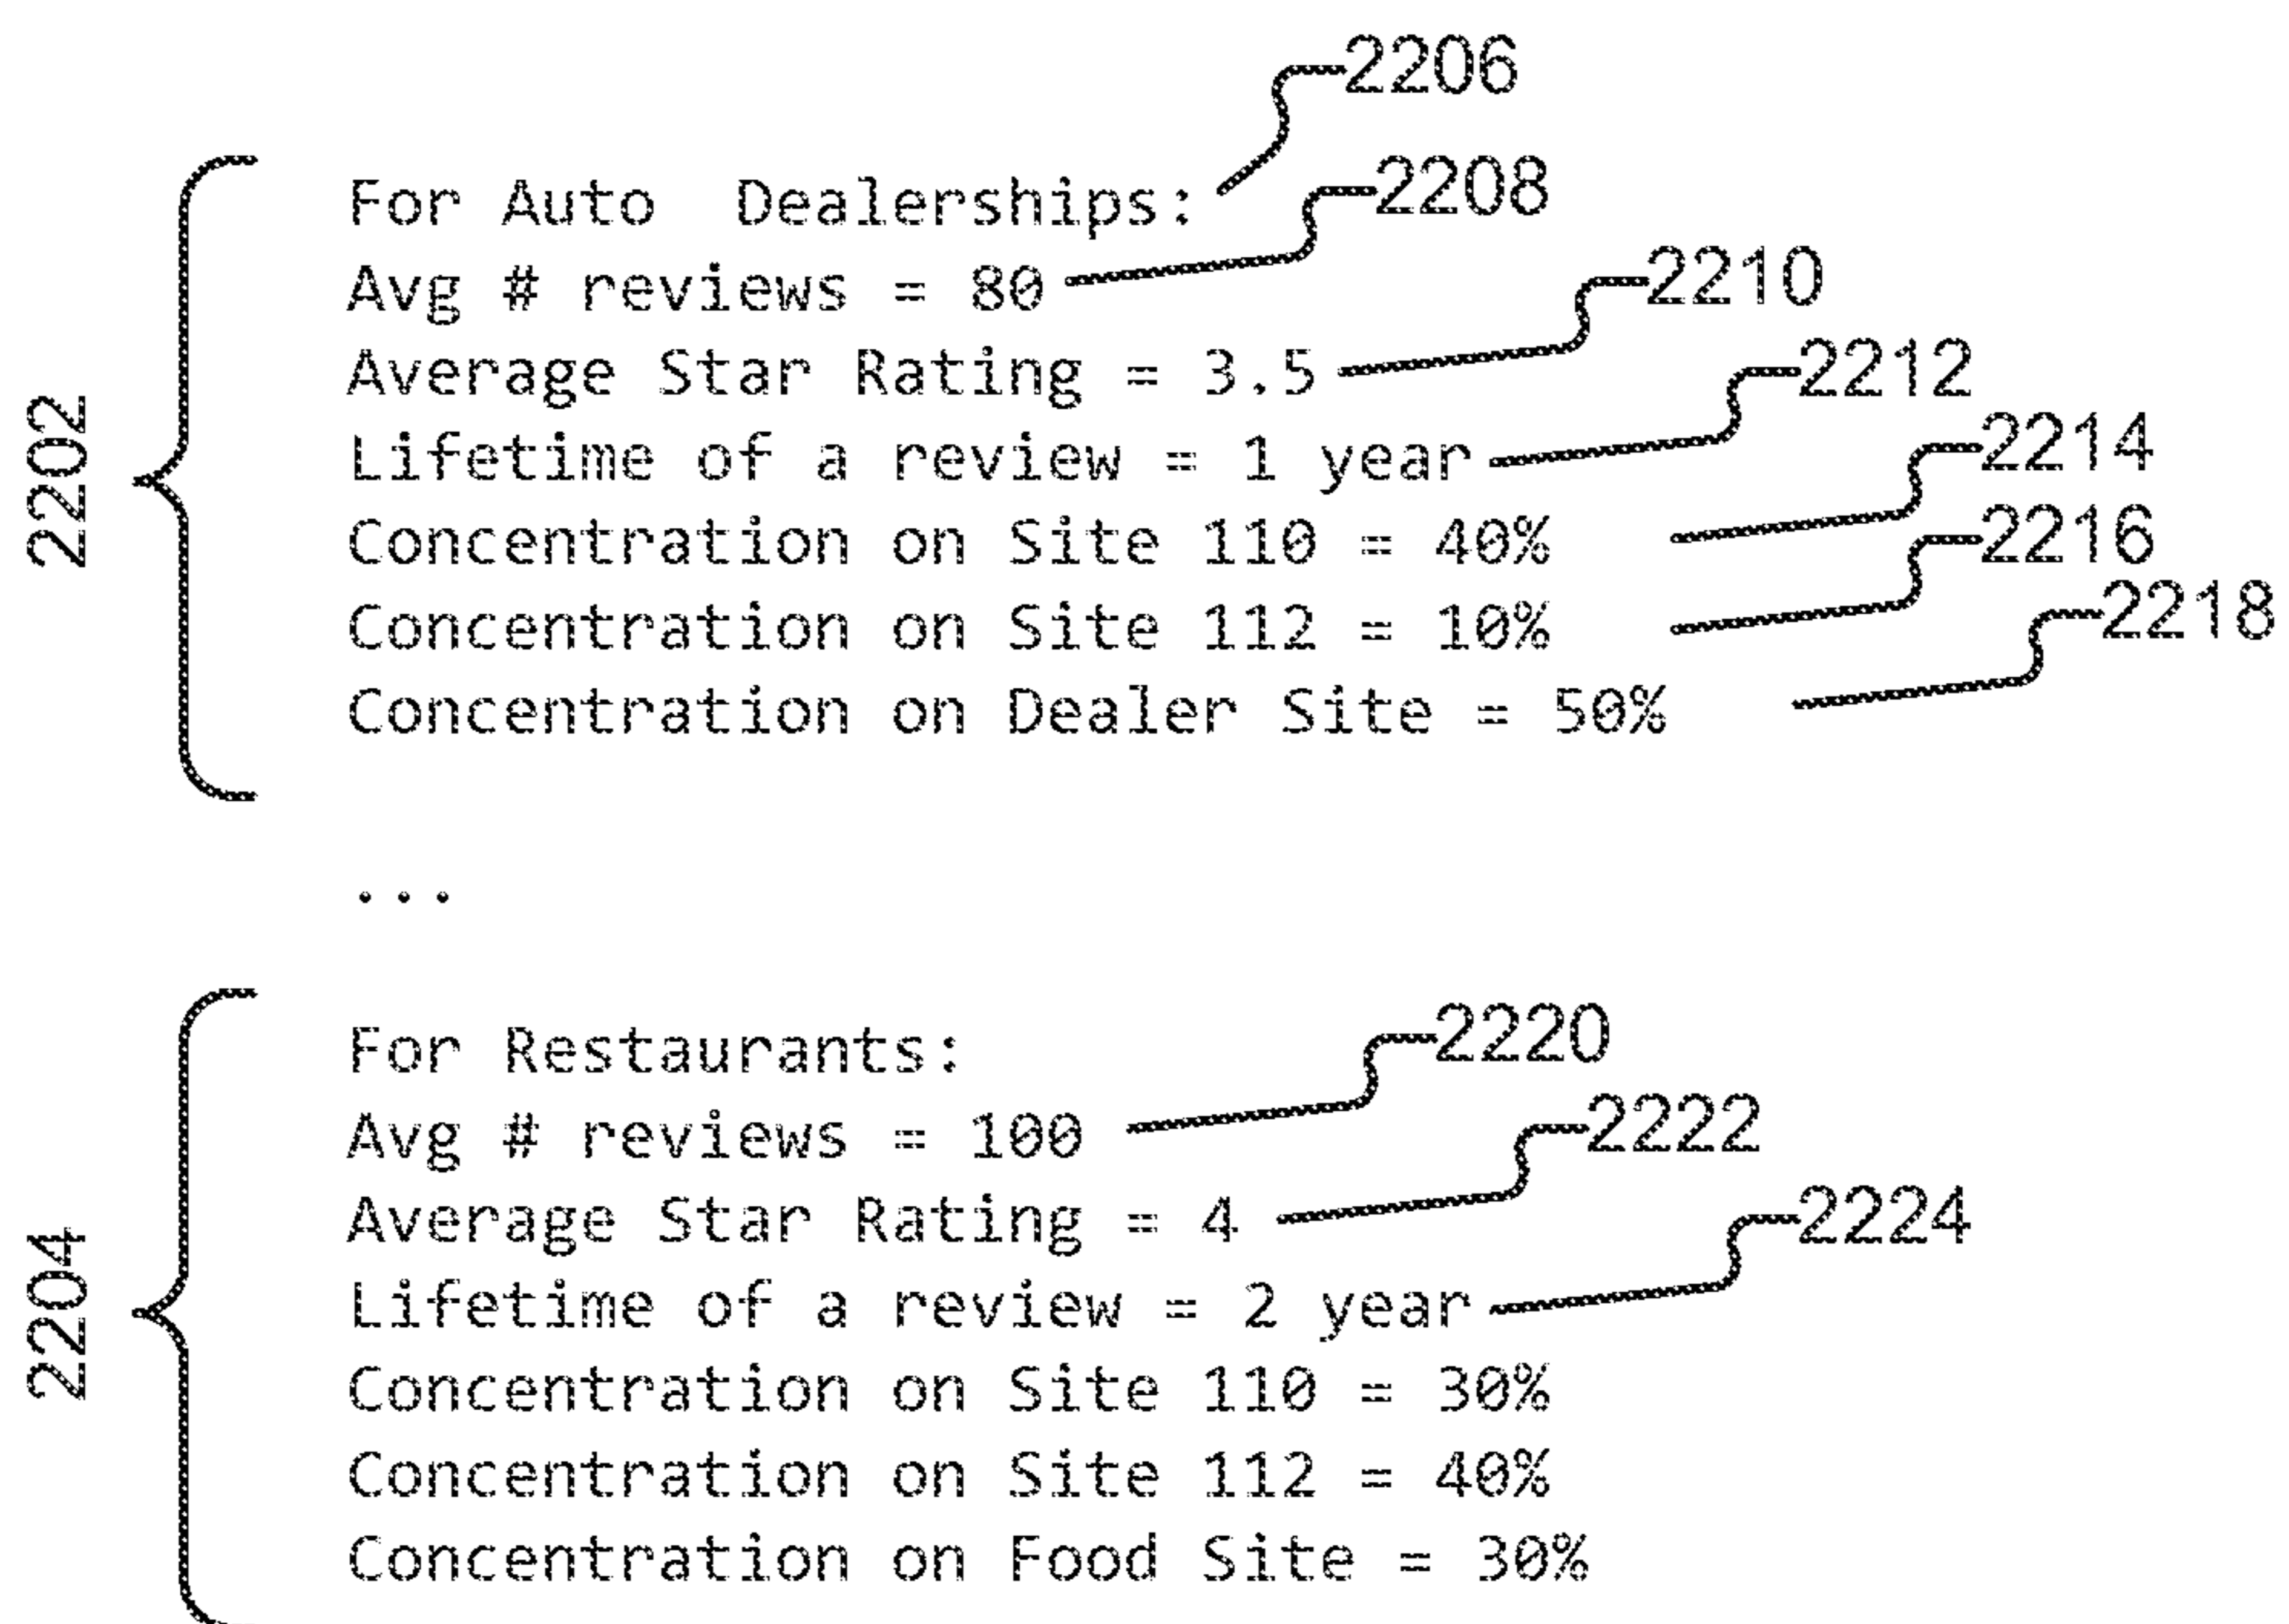 2206
For Auto Dealerships:
2208
Avg # reviews = 80
2210
Average Star Rating = 3.5
2212
Lifetime of a review = 1 year
2214
Concentration on Site 110 = 40%
2216
Concentration on Site 112 = 10%
2218
Concentration on Dealer Site = 50%
2202
...
For Restaurants:
2220
Avg # reviews = 100
2222
Average Star Rating = 4
2224
Lifetime of a review = 2 year
Concentration on Site 110 = 30%
Concentration on Site 112 = 40%
Concentration on Food Site = 30%
2204